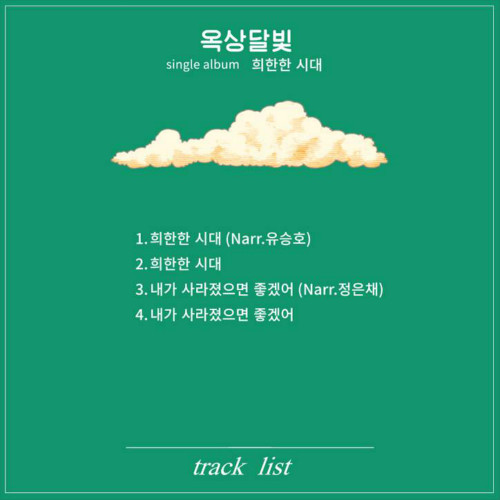 옥상달빛
single album 희한한 시대
1. 희한한 시대 (Narr.유승호)
2. 희한한 시대
3. 내가 사라졌으면 좋겠어 (Narr.정은채)
4. 내가 사라졌으면 좋겠어
track list